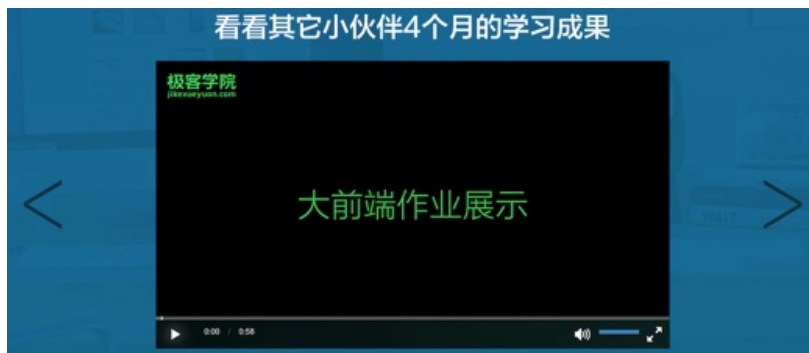 看看其它小伙伴4个月的学习成果
极客学院
jikexueyuan.com
大前端作业展示
0:00 / 0:58